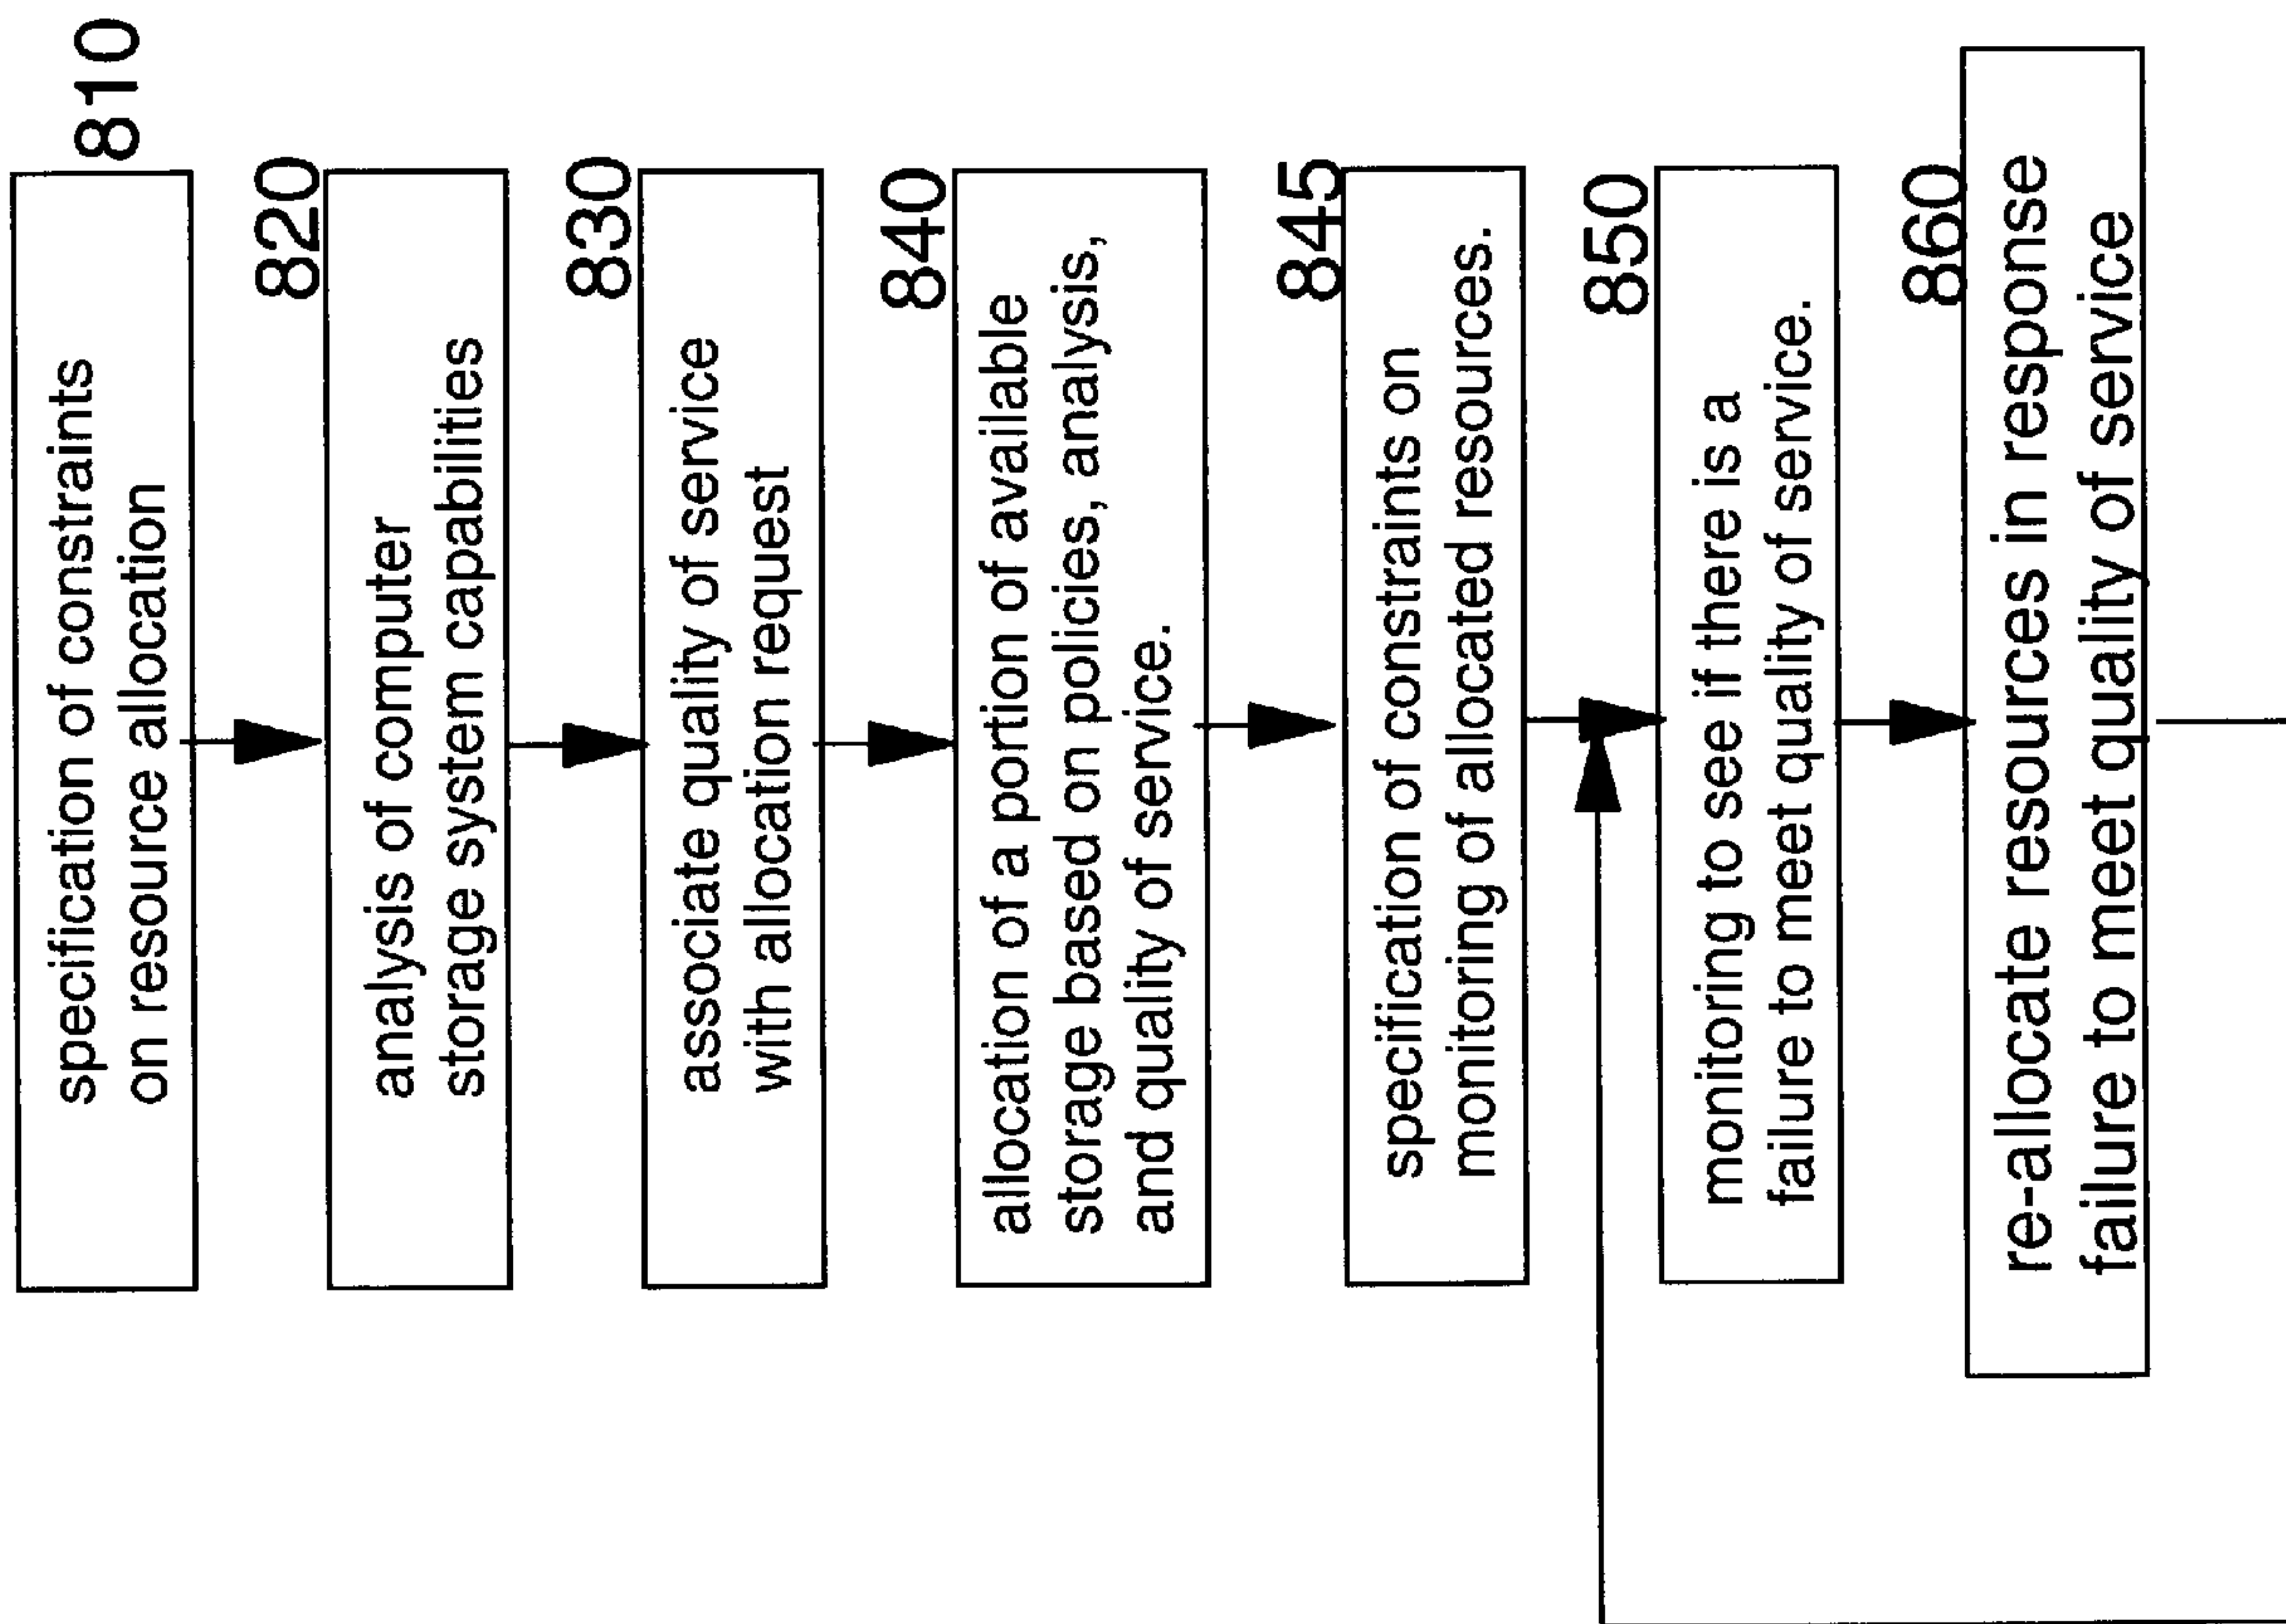 810
specification of constraints
on resource allocation
820
analysis of computer
storage system capabilities
830
associate quality of service
with allocation request
840
allocation of a portion of available
storage based on policies, analysis,
and quality of service.
845
specification of constraints on
monitoring of allocated resources.
850
monitoring to see if there is a
failure to meet quality of service.
860
re-allocate resources in response
failure to meet quality of service